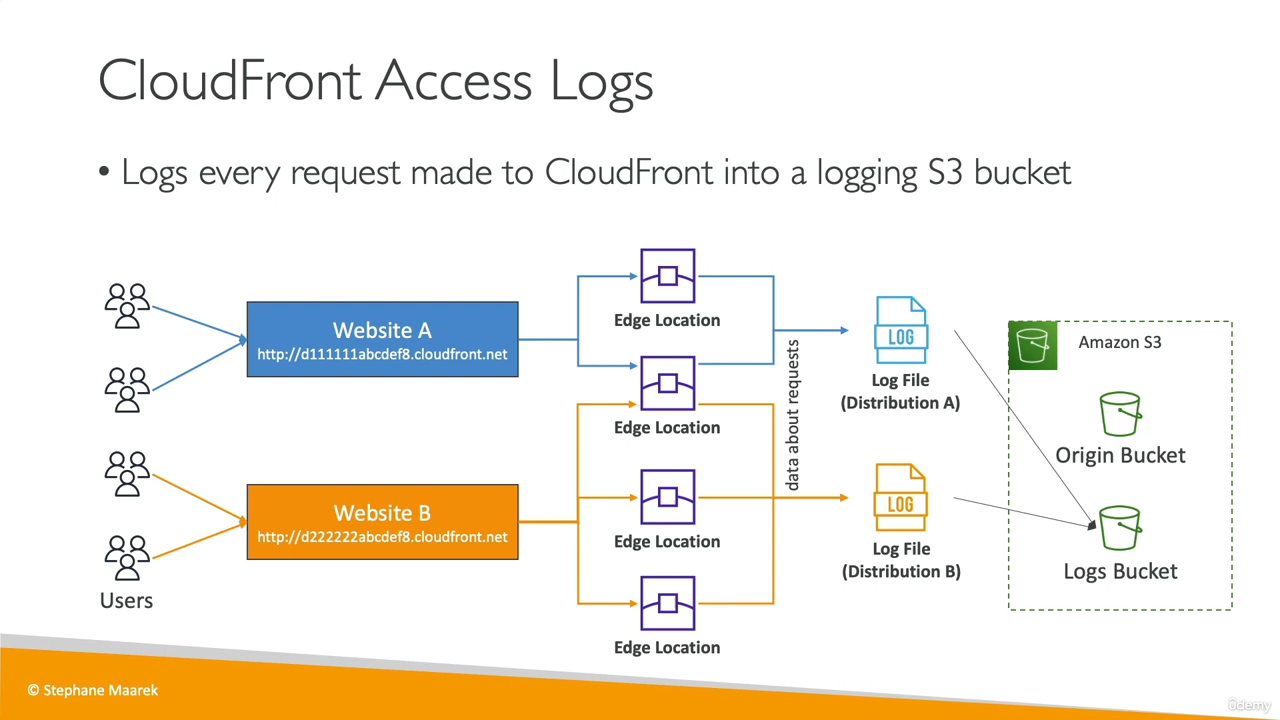 CloudFront Access Logs
• Logs every request made to CloudFront into a logging S3 bucket
Website A
http://d111111abcdef8.cloudfront.net
Website B
http://d222222abcdef8.cloudfront.net
Users
Edge Location
Edge Location
Edge Location
Edge Location
data about requests
LOG
Log File
(Distribution A)
LOG
Log File
(Distribution B)
Amazon S3
Origin Bucket
Logs Bucket
© Stephane Maarek
ûdemy